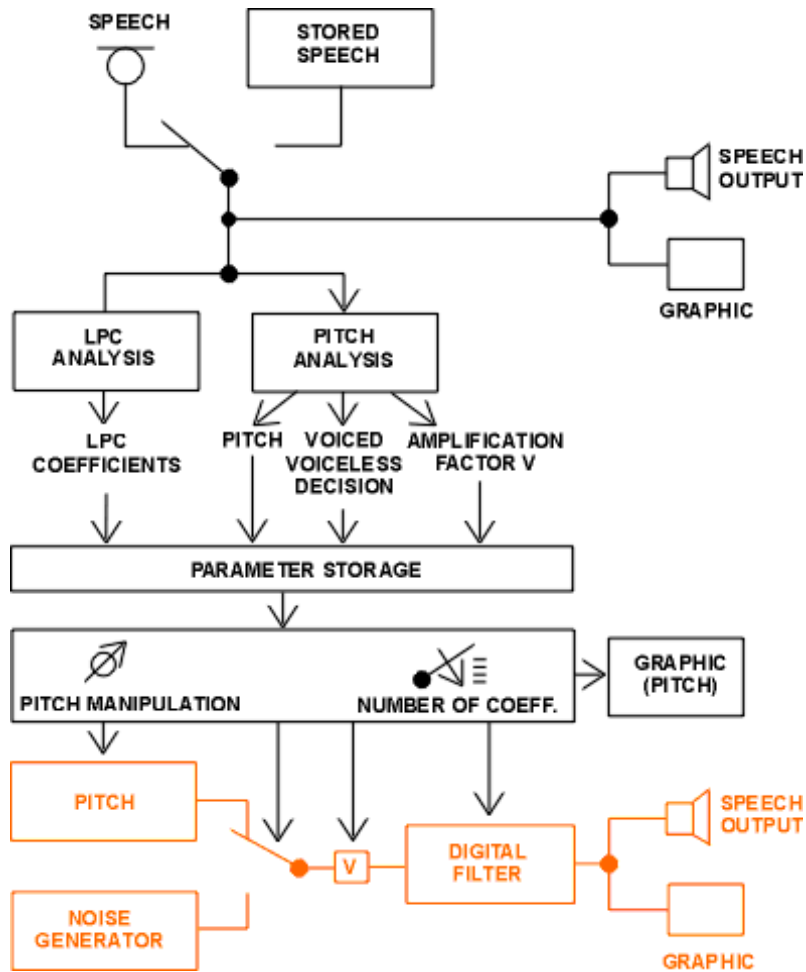 SPEECH
STORED
SPEECH
SPEECH
OUTPUT
GRAPHIC
LPC
ANALYSIS
PITCH
ANALYSIS
LPC
COEFFICIENTS
PITCH
VOICED
VOICELESS
DECISION
AMPLIFICATION
FACTOR V
PARAMETER STORAGE
PITCH MANIPULATION
NUMBER OF COEFF.
GRAPHIC
(PITCH)
PITCH
NOISE
GENERATOR
V
DIGITAL
FILTER
SPEECH
OUTPUT
GRAPHIC